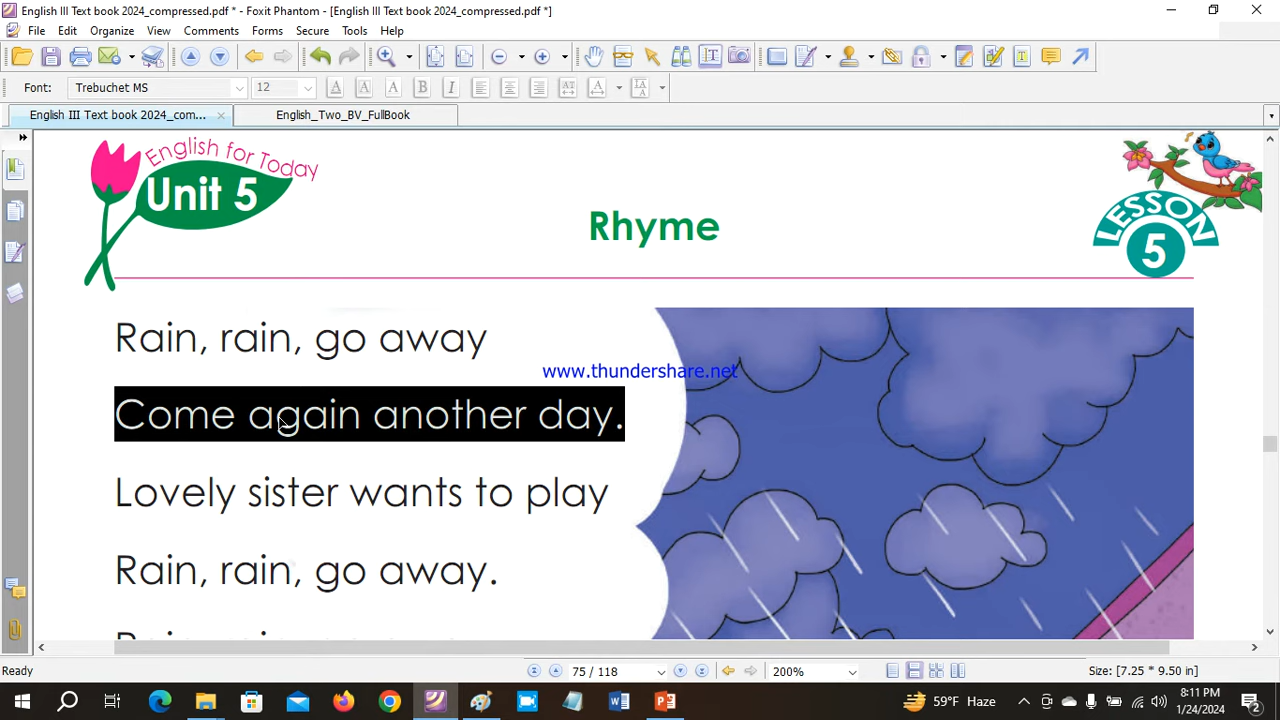 English III Text book 2024_compressed.pdf * - Foxit Phantom - [English III Text book 2024_compressed.pdf *]
File Edit Organize View Comments Forms Secure Tools Help
Font: Trebuchet MS 12
English III Text book 2024_com... × English_Two_BV_FullBook
English for Today
Unit 5
Rhyme
LESSON
5
Rain, rain, go away
www.thundershare.net
Come again another day.
Lovely sister wants to play
Rain, rain, go away.
Ready 75 / 118 200% Size: [7.25 * 9.50 in]
59°F Haze 8:11 PM
1/24/2024